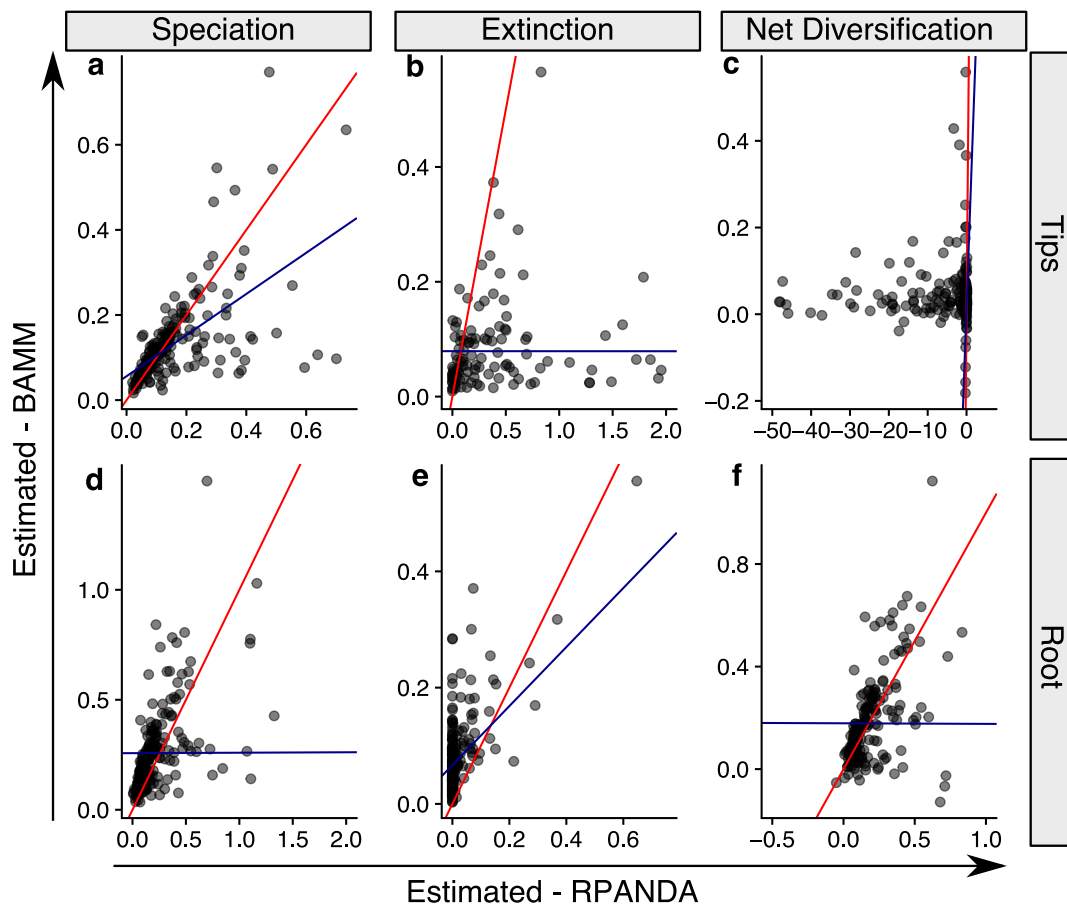 Speciation
Extinction
Net Diversification
a
b
c
0.6
0.4
0.2
0.0
0.4
0.2
0.0
0.4
0.2
0.0
−0.2
0.0 0.2 0.4 0.6
0.0 0.5 1.0 1.5 2.0
−50−40−30−20−10 0
Tips
d
e
f
1.0
0.5
0.0
0.4
0.2
0.0
0.8
0.4
0.0
0.0 0.5 1.0 1.5 2.0
0.0 0.2 0.4 0.6
−0.5 0.0 0.5 1.0
Root
Estimated - BAMM
Estimated - RPANDA